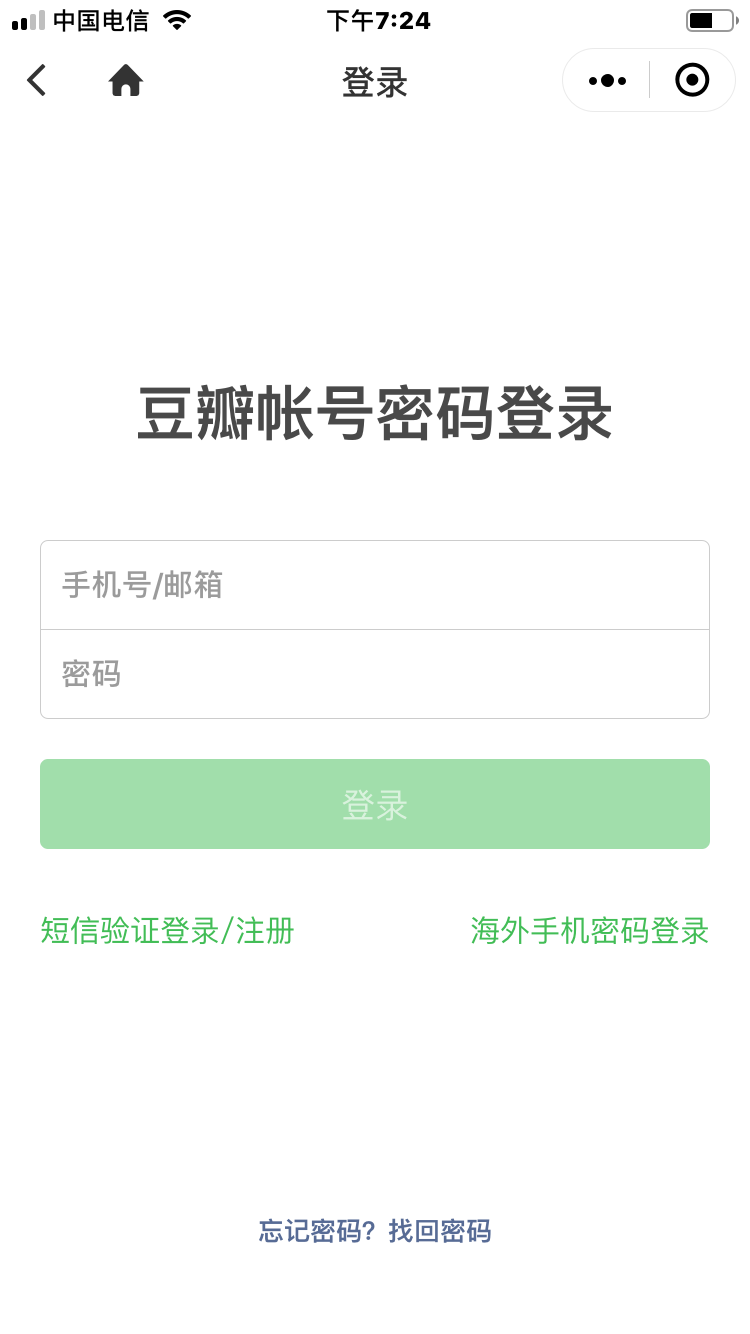 中国电信 下午7:24
登录
豆瓣帐号密码登录
手机号/邮箱
密码
登录
短信验证登录/注册 海外手机密码登录
忘记密码? 找回密码